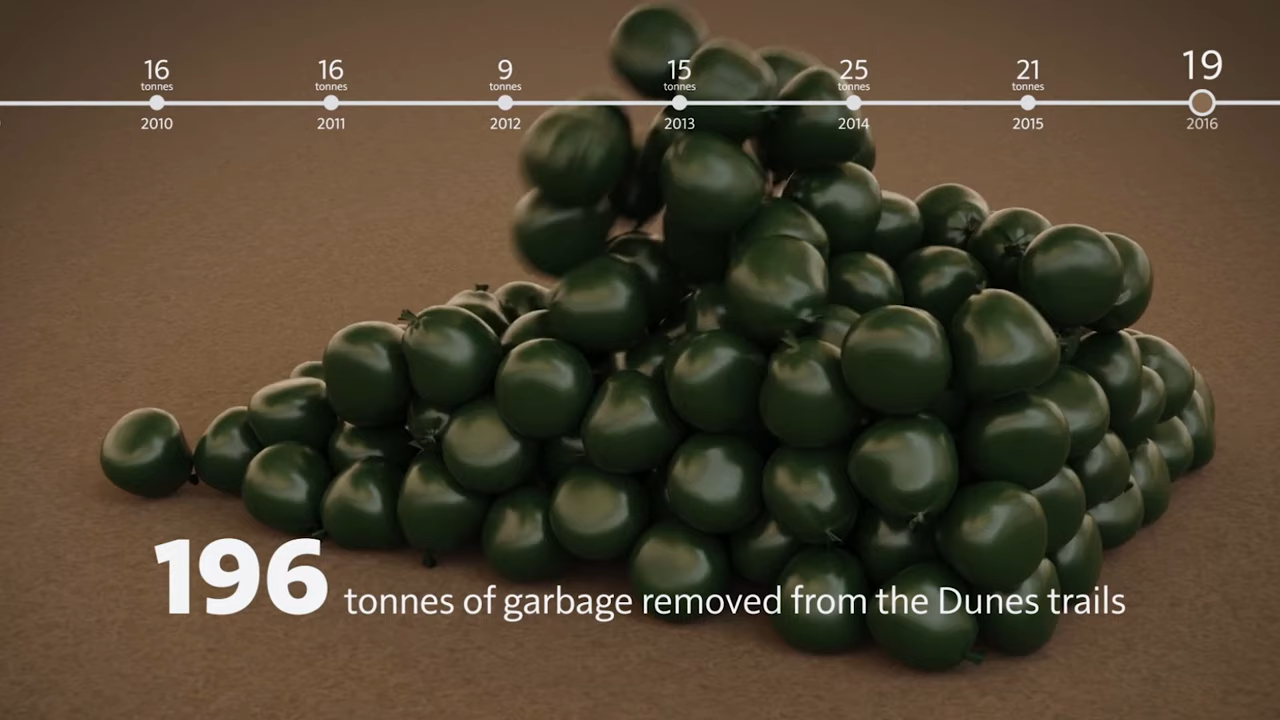 16 16 9 15 25 21 19
tonnes tonnes tonnes tonnes tonnes tonnes
2010 2011 2012 2013 2014 2015 2016
196 tonnes of garbage removed from the Dunes trails